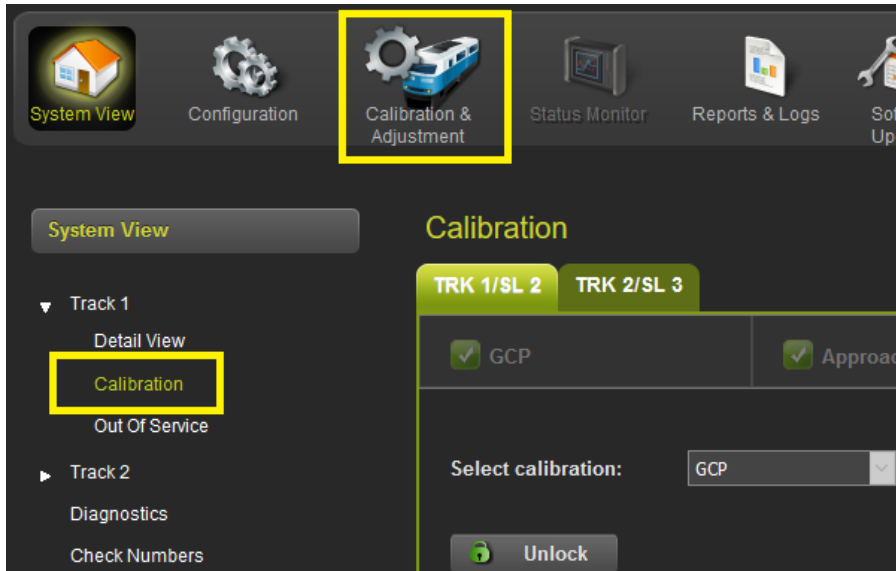 System View
Configuration
Calibration &
Adjustment
Status Monitor
Reports & Logs
System View
Calibration
TRK 1/SL 2
TRK 2/SL 3
Track 1
Detail View
Calibration
Out Of Service
Track 2
Diagnostics
Check Numbers
GCP
Select calibration:
GCP
Unlock